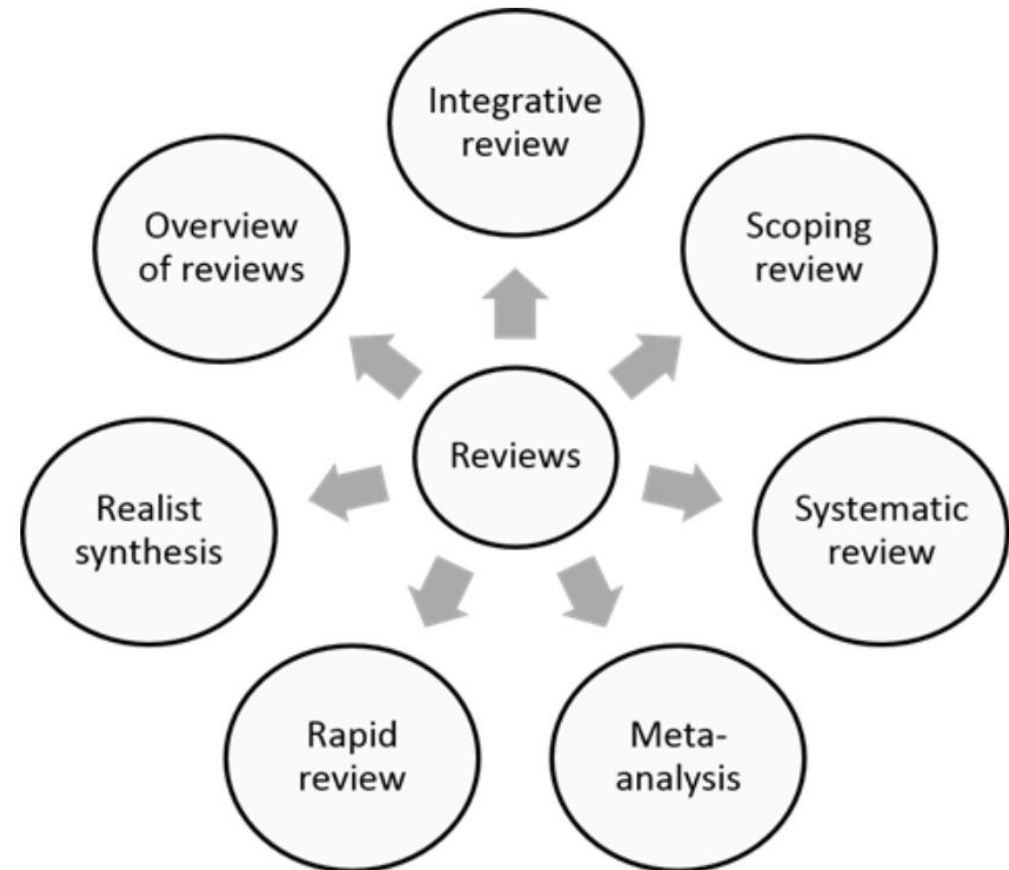 Integrative
review
Scoping
review
Systematic
review
Meta-
analysis
Rapid
review
Realist
synthesis
Overview
of reviews
Reviews